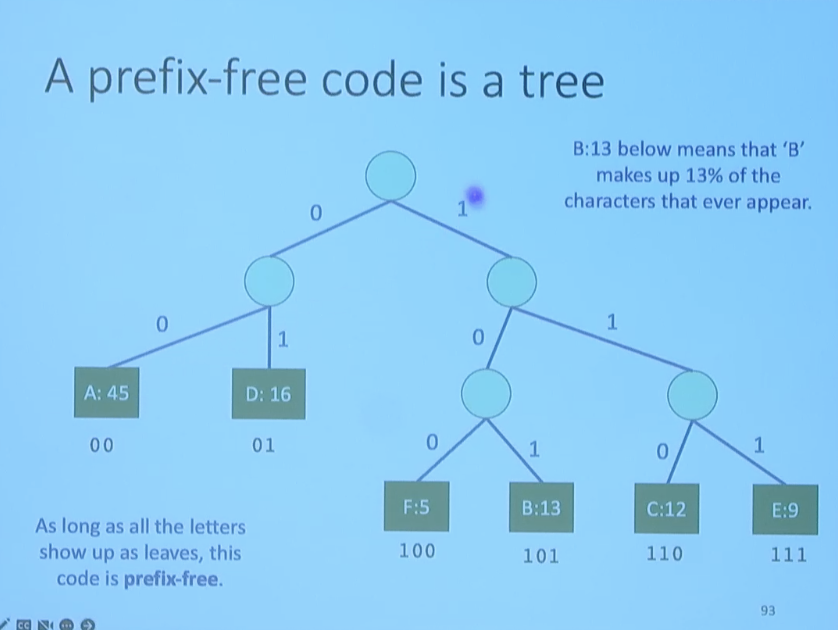 A prefix-free code is a tree
B:13 below means that ‘B’
makes up 13% of the
characters that ever appear.
0
1
0
1
0
1
A: 45
D: 16
00
01
0
1
0
1
F:5
B:13
C:12
E:9
100
101
110
111
As long as all the letters
show up as leaves, this
code is prefix-free.
93
CC